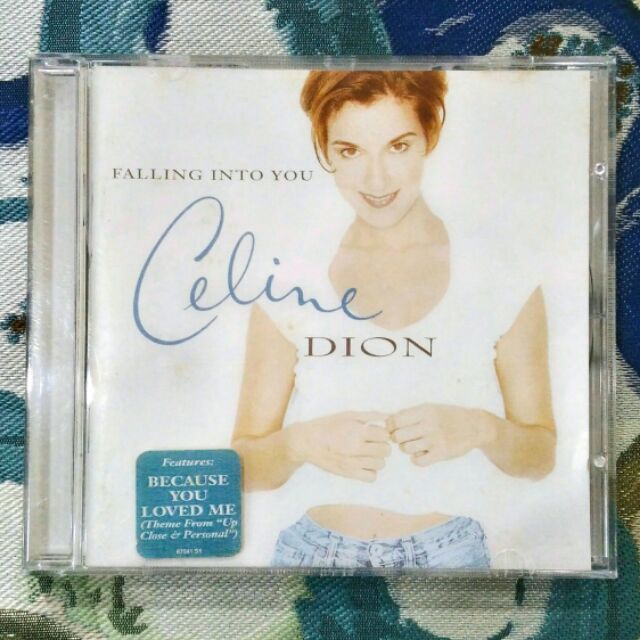 FALLING INTO YOU
Celine
DION
Features:
BECAUSE
YOU
LOVED ME
(Theme From "Up
Close & Personal")